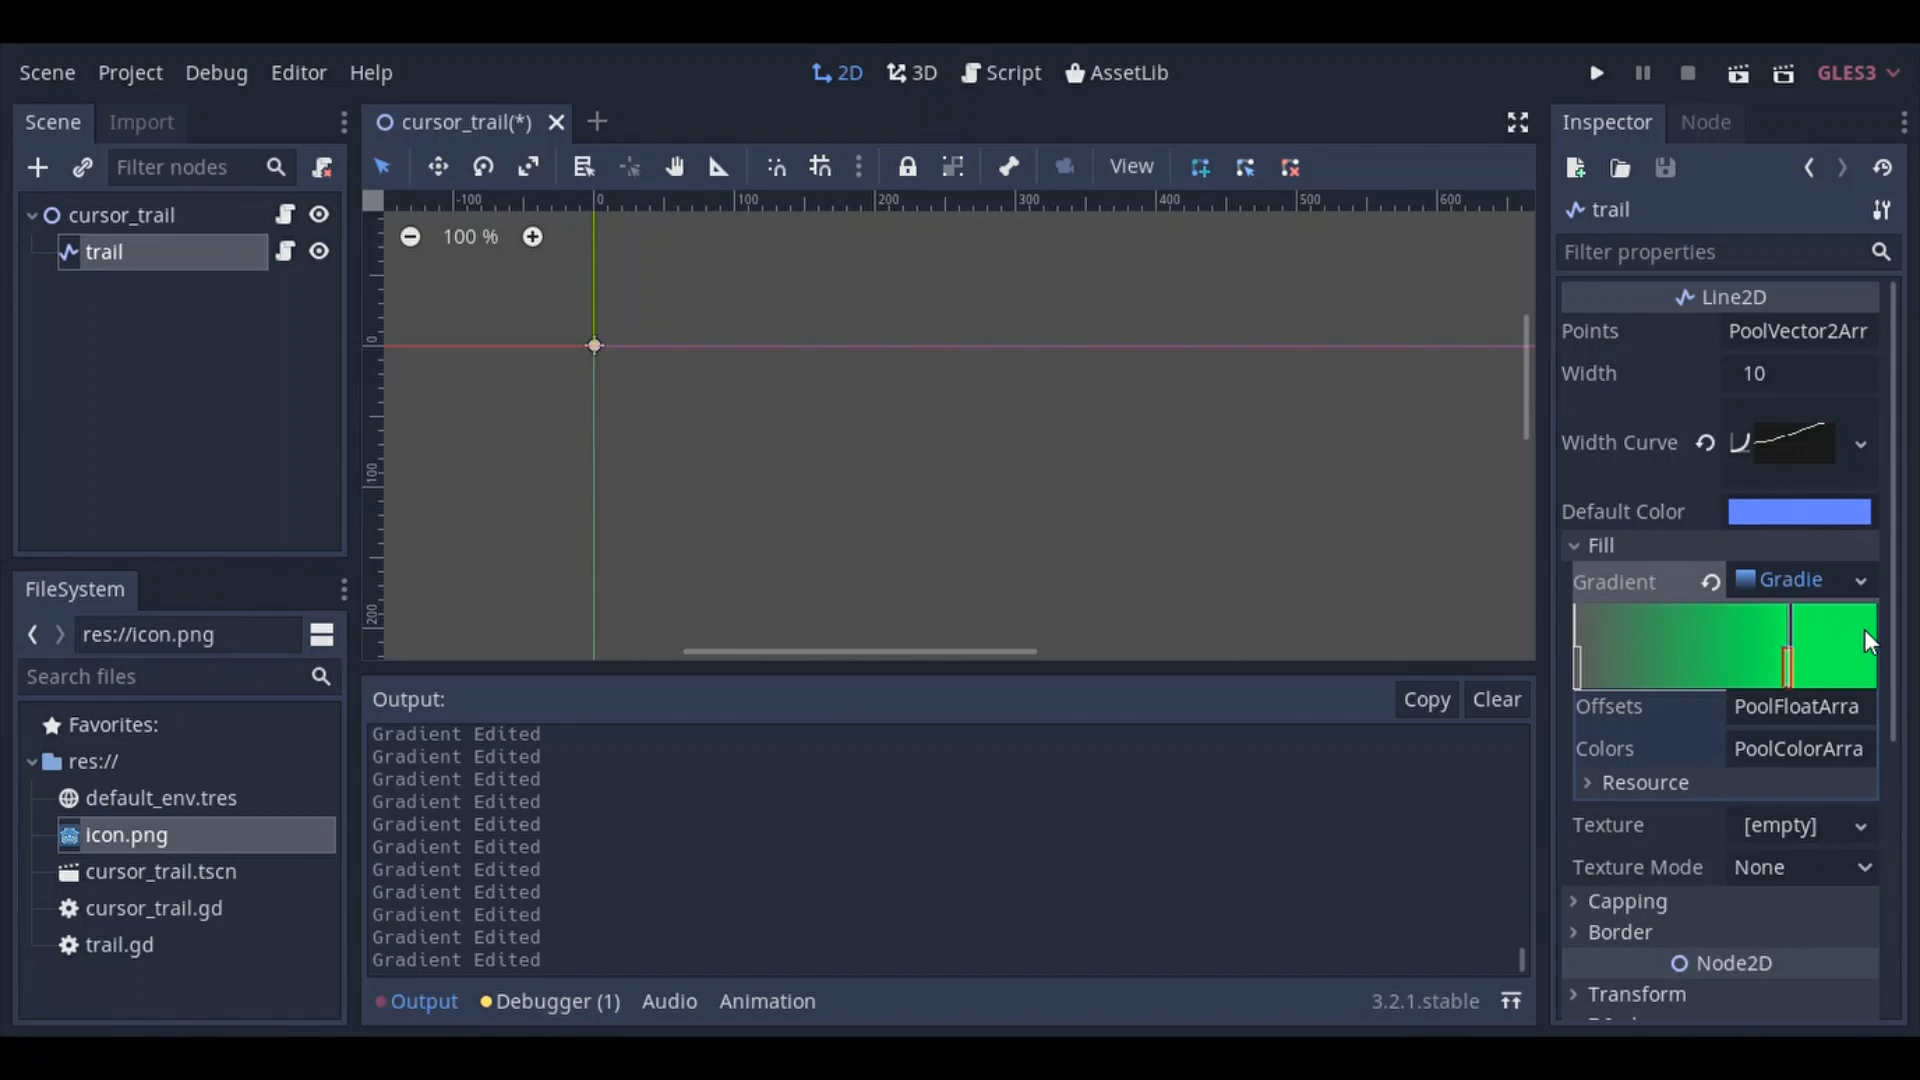 Scene Project Debug Editor Help
2D 3D Script AssetLib
GLES3
Scene Import
Filter nodes
cursor_trail
trail
FileSystem
res://icon.png
Search files
Favorites:
res://
default_env.tres
icon.png
cursor_trail.tscn
cursor_trail.gd
trail.gd
cursor_trail(*)
View
-100 0 100 200 300 400 500 600
100 %
0
100
200
Output:
Copy Clear
Gradient Edited
Gradient Edited
Gradient Edited
Gradient Edited
Gradient Edited
Gradient Edited
Gradient Edited
Gradient Edited
Gradient Edited
Gradient Edited
Gradient Edited
Output Debugger (1) Audio Animation
3.2.1.stable
Inspector Node
trail
Filter properties
Line2D
Points PoolVector2Arr
Width 10
Width Curve
Default Color
Fill
Gradient Gradie
Offsets PoolFloatArra
Colors PoolColorArra
Resource
Texture [empty]
Texture Mode None
Capping
Border
Node2D
Transform